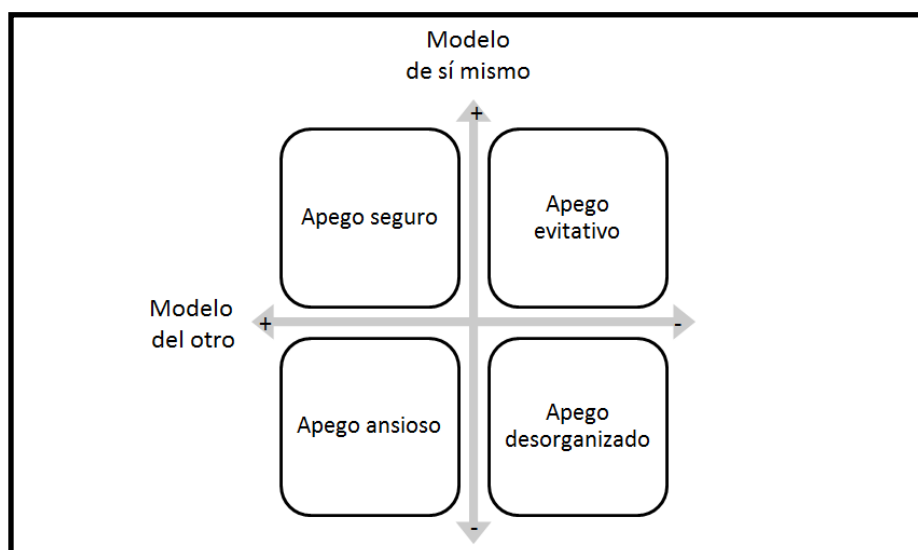 Modelo
de sí mismo
+
Apego seguro
Apego
evitativo
Modelo
del otro
+
-
Apego ansioso
Apego
desorganizado
-